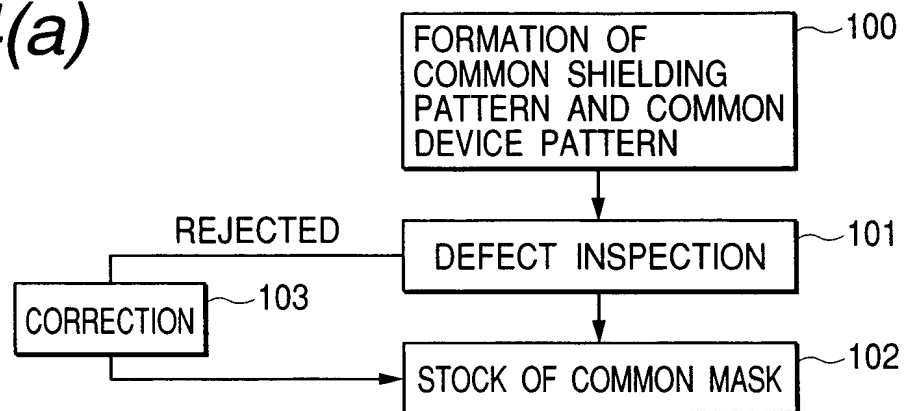 (a)
FORMATION OF
COMMON SHIELDING
PATTERN AND COMMON
DEVICE PATTERN
100
REJECTED
DEFECT INSPECTION
101
CORRECTION
103
STOCK OF COMMON MASK
102